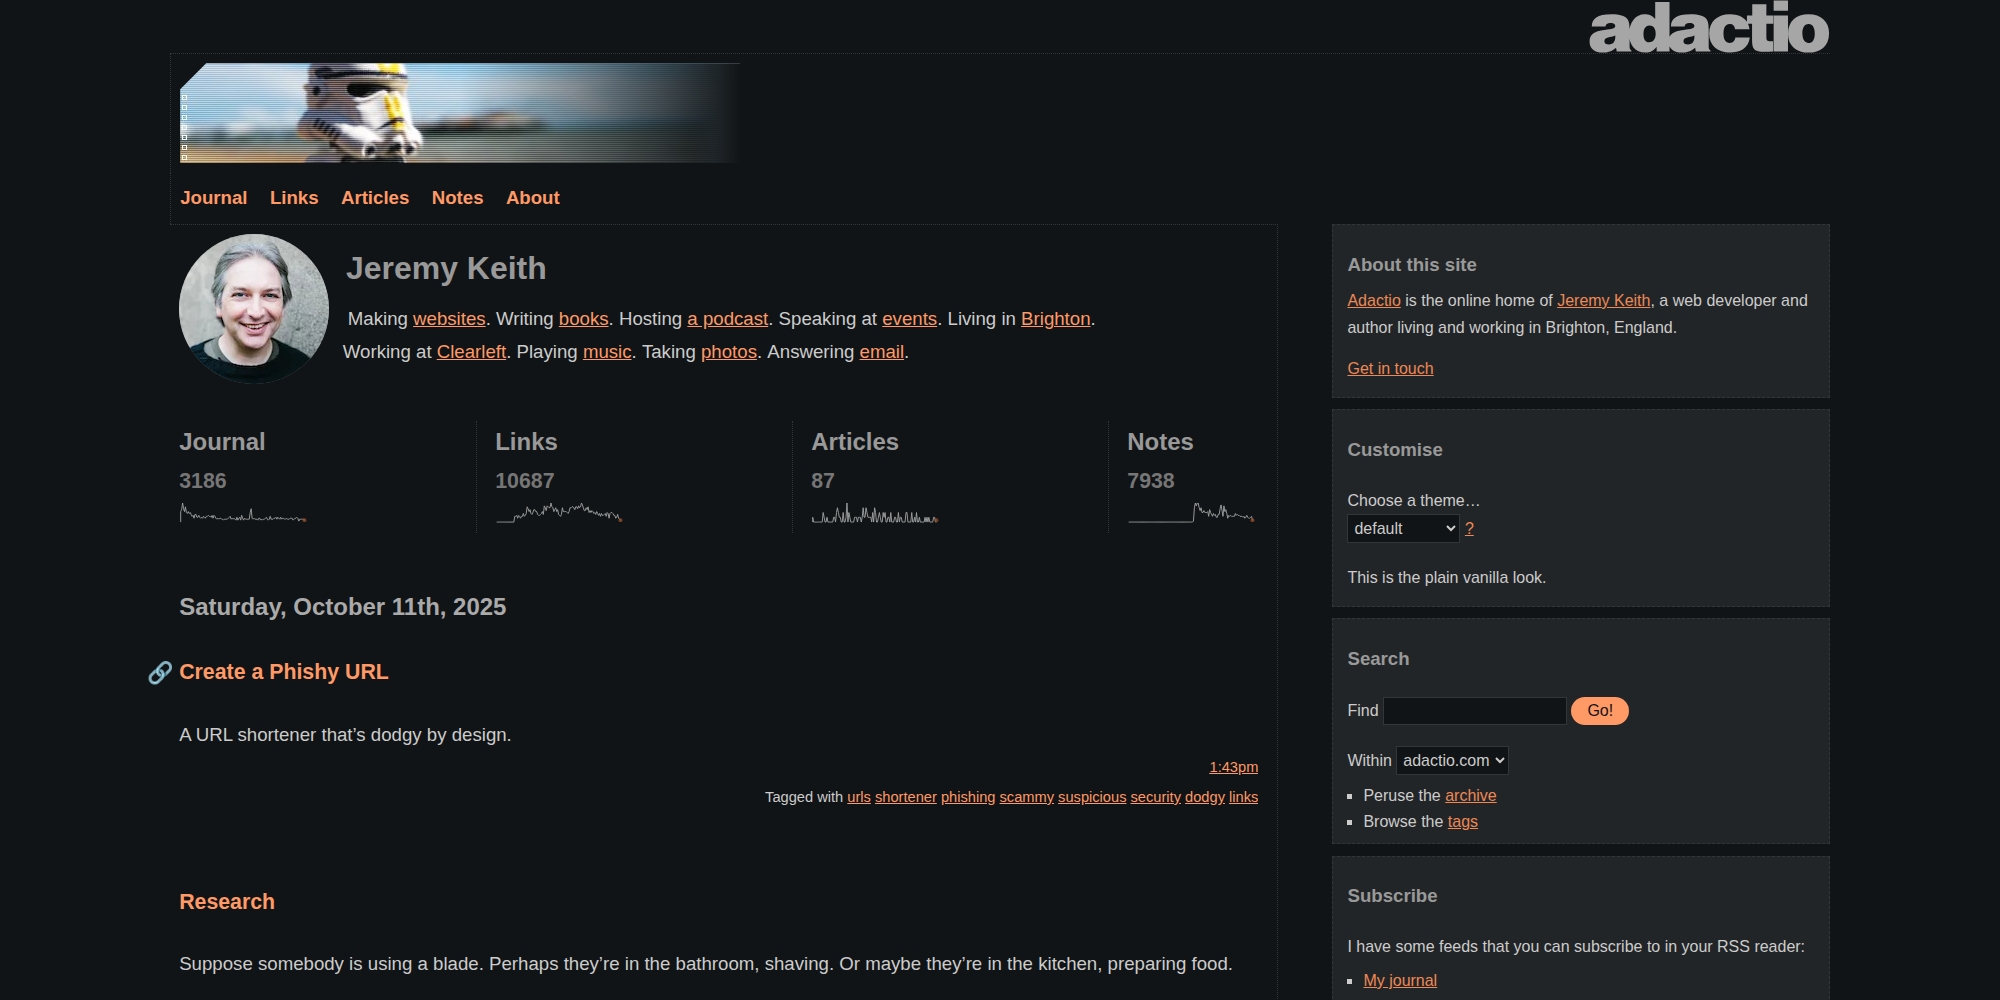 adactio
Journal Links Articles Notes About
Jeremy Keith
Making websites. Writing books. Hosting a podcast. Speaking at events. Living in Brighton.
Working at Clearleft. Playing music. Taking photos. Answering email.
Journal
3186
Links
10687
Articles
87
Notes
7938
Saturday, October 11th, 2025
🔗 Create a Phishy URL
A URL shortener that’s dodgy by design.
1:43pm
Tagged with urls shortener phishing scammy suspicious security dodgy links
Research
Suppose somebody is using a blade. Perhaps they’re in the bathroom, shaving. Or maybe they’re in the kitchen, preparing food.
About this site
Adactio is the online home of Jeremy Keith, a web developer and
author living and working in Brighton, England.
Get in touch
Customise
Choose a theme…
default ?
This is the plain vanilla look.
Search
Find Go!
Within adactio.com
Peruse the archive
Browse the tags
Subscribe
I have some feeds that you can subscribe to in your RSS reader:
My journal